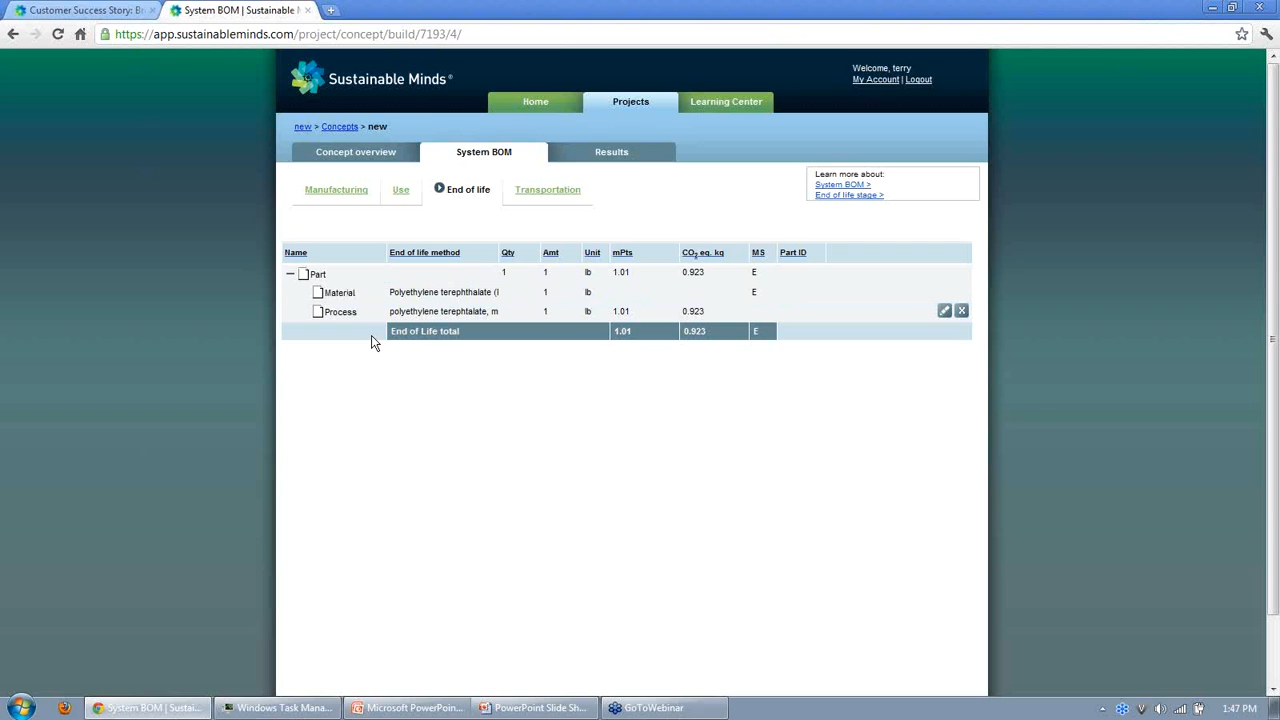 Customer Success Story: Br
System BOM | Sustainable M
https://app.sustainableminds.com/project/concept/build/7193/4/
Sustainable Minds®
Welcome, terry
My Account | Logout
Home
Projects
Learning Center
new > Concepts > new
Concept overview
System BOM
Results
Manufacturing
Use
End of life
Transportation
Learn more about:
System BOM >
End of life stage >
Name End of life method Qty Amt Unit mPts CO2 eq. kg MS Part ID
Part 1 1 lb 1.01 0.923 E
Material Polyethylene terephthalate (I 1 lb E
Process polyethylene terephtalate, m 1 lb 1.01 0.923
End of Life total 1.01 0.923 E
System BOM | Sustai...
Windows Task Mana...
Microsoft PowerPoin...
PowerPoint Slide Sh...
GoToWebinar
1:47 PM